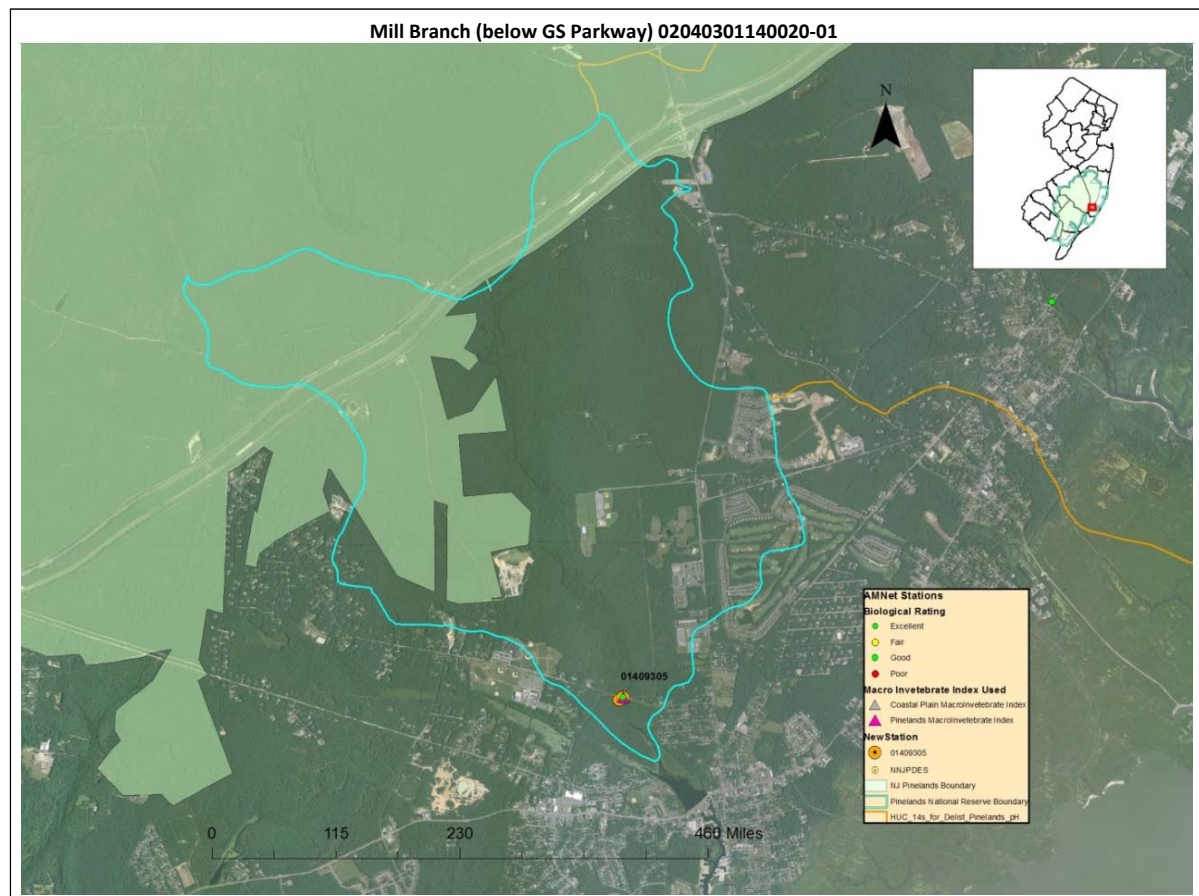 Mill Branch (below GS Parkway) 02040301140020-01
N
01409305
AMNet Stations
Biological Rating
Excellent
Fair
Good
Poor
Macro Invetebrate Index Used
Coastal Plain MacroInvetebrate Index
Pinelands MacroInvetebrate Index
NewStation
01409305
NNJPDES
NJ Pinelands Boundary
Pinelands National Reserve Boundary
HUC_14s_for_Delist_Pinelands_pH
0 115 230 460 Miles